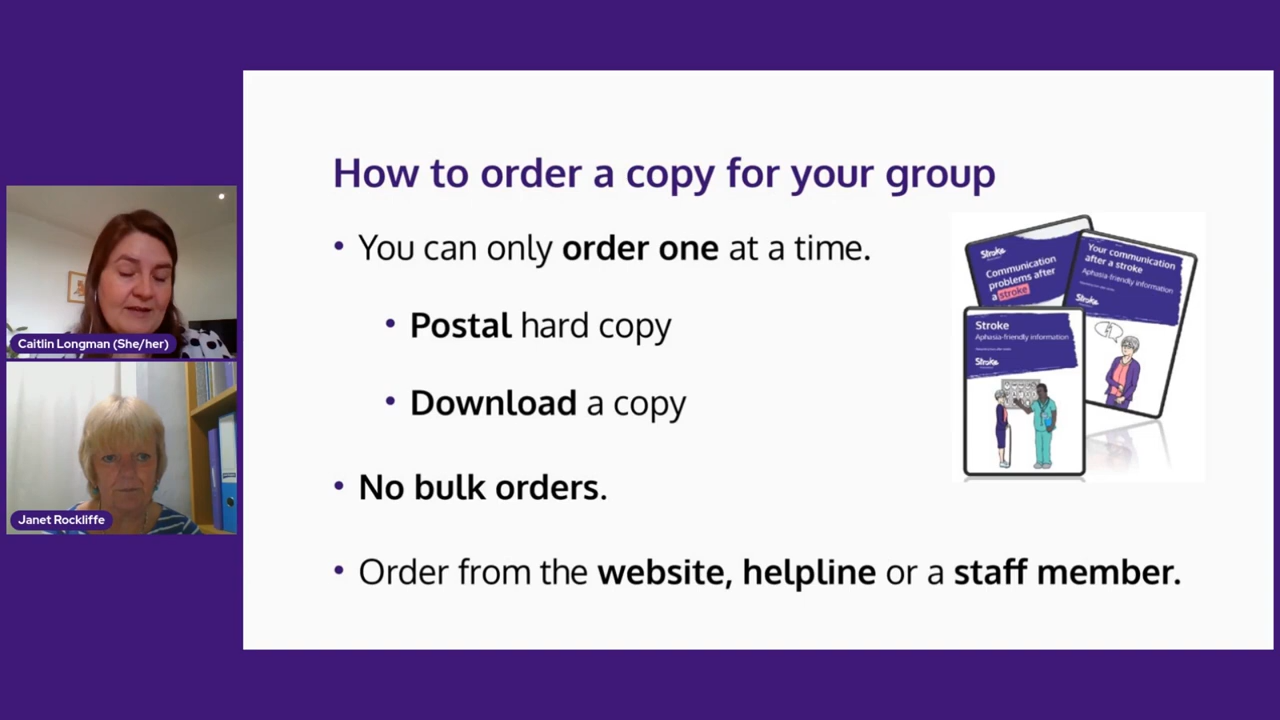 How to order a copy for your group
• You can only order one at a time.
• Postal hard copy
• Download a copy
• No bulk orders.
• Order from the website, helpline or a staff member.
Caitlin Longman (She/her)
Janet Rockliffe
Stroke
Communication
problems after
a stroke
Your communication
after a stroke
Aphasia-friendly information
Stroke
Stroke
Aphasia-friendly information
Stroke